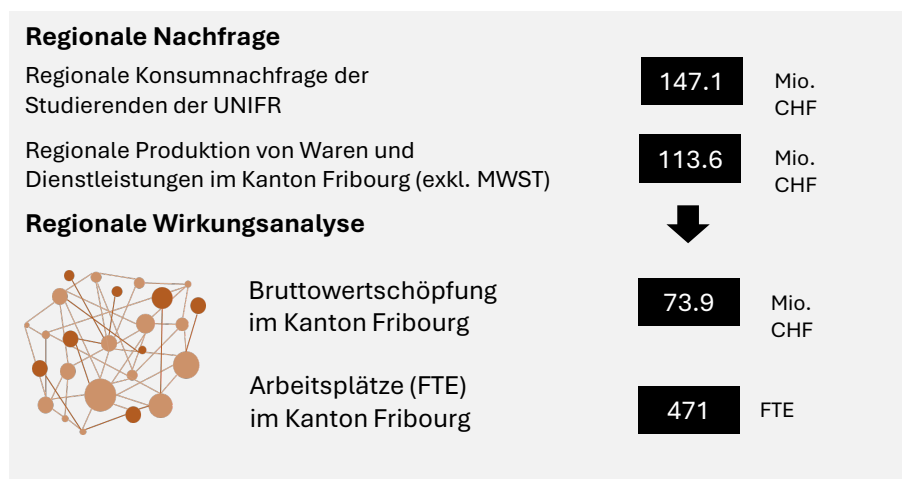 Regionale Nachfrage
Regionale Konsumnachfrage der
Studierenden der UNIFR
147.1
Mio.
CHF
Regionale Produktion von Waren und
Dienstleistungen im Kanton Fribourg (exkl. MWST)
113.6
Mio.
CHF
Regionale Wirkungsanalyse
Bruttowertschöpfung
im Kanton Fribourg
73.9
Mio.
CHF
Arbeitsplätze (FTE)
im Kanton Fribourg
471
FTE